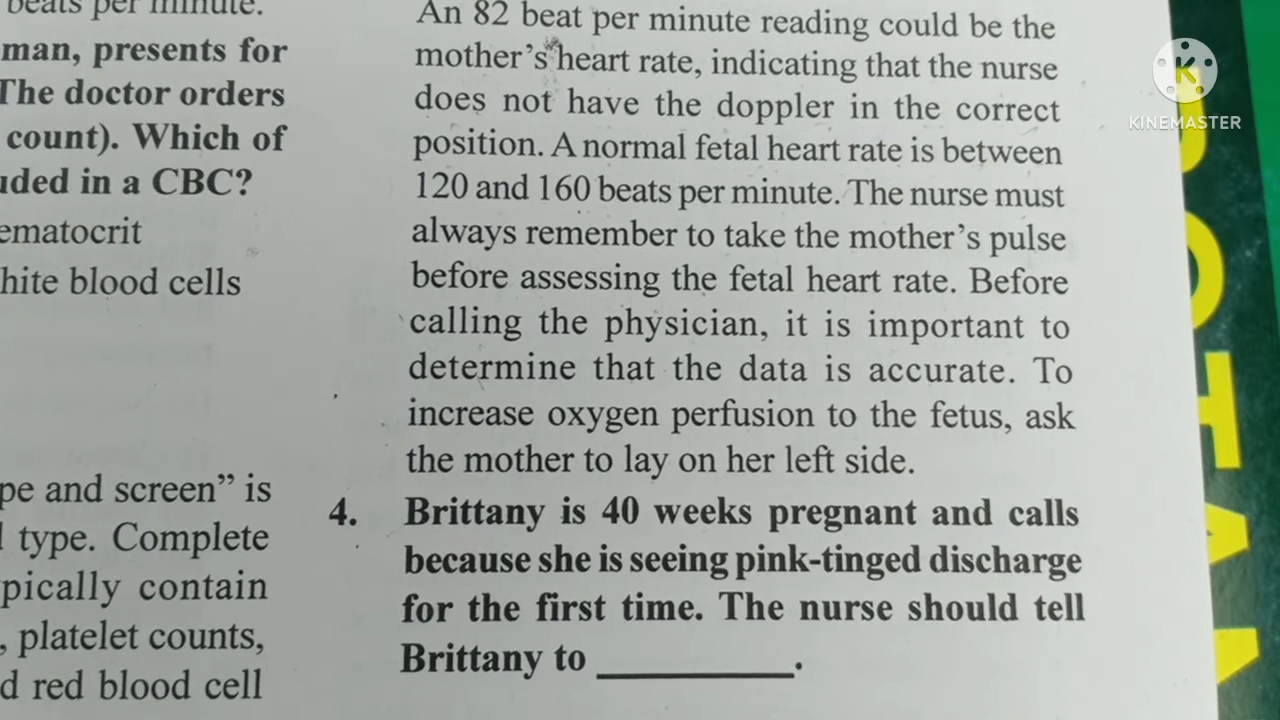 beats per minute.
man, presents for
The doctor orders
count). Which of
uded in a CBC?
ematocrit
hite blood cells
pe and screen” is
l type. Complete
pically contain
, platelet counts,
d red blood cell
An 82 beat per minute reading could be the
mother’s heart rate, indicating that the nurse
does not have the doppler in the correct
position. A normal fetal heart rate is between
120 and 160 beats per minute. The nurse must
always remember to take the mother’s pulse
before assessing the fetal heart rate. Before
calling the physician, it is important to
determine that the data is accurate. To
increase oxygen perfusion to the fetus, ask
the mother to lay on her left side.
4. Brittany is 40 weeks pregnant and calls
because she is seeing pink-tinged discharge
for the first time. The nurse should tell
Brittany to __________.
K
KINEMASTER